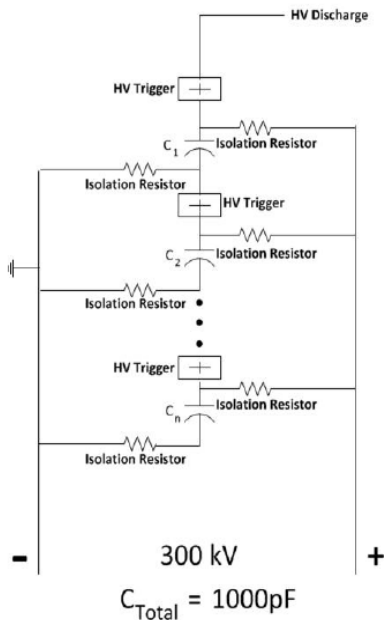 HV Discharge
HV Trigger
C1
Isolation Resistor
Isolation Resistor
HV Trigger
C2
Isolation Resistor
Isolation Resistor
HV Trigger
Cn
Isolation Resistor
Isolation Resistor
- 300 kV +
CTotal = 1000pF